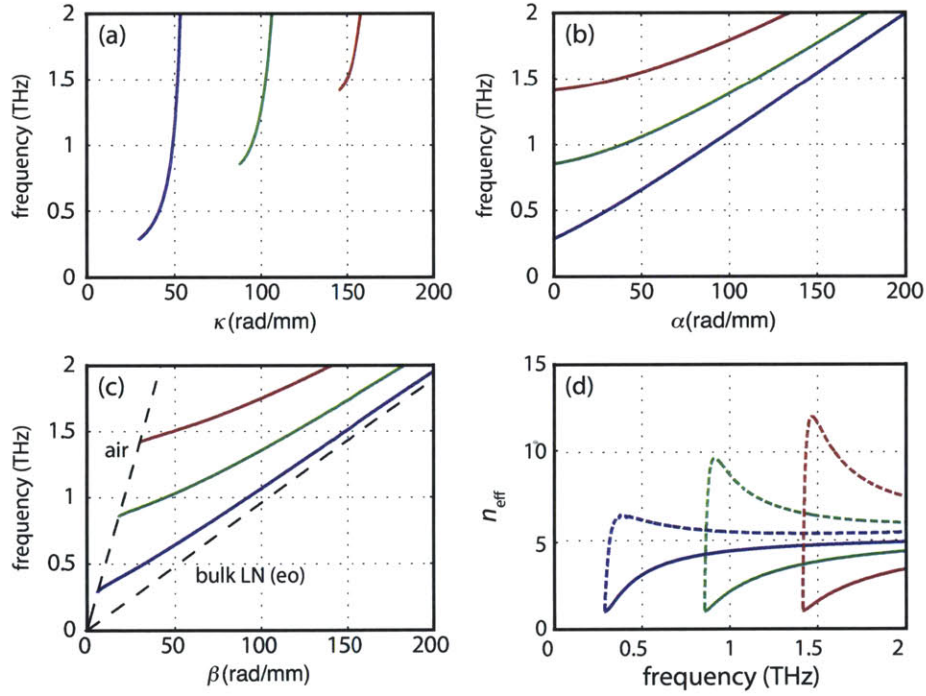 (a)
frequency (THz)
2
1.5
1
0.5
0
0 50 100 150 200
κ(rad/mm)
(b)
frequency (THz)
2
1.5
1
0.5
0
0 50 100 150 200
α(rad/mm)
(c)
frequency (THz)
2
1.5
1
0.5
0
air
bulk LN (eo)
0 50 100 150 200
β(rad/mm)
(d)
neff
15
10
5
0
0.5 1 1.5 2
frequency (THz)